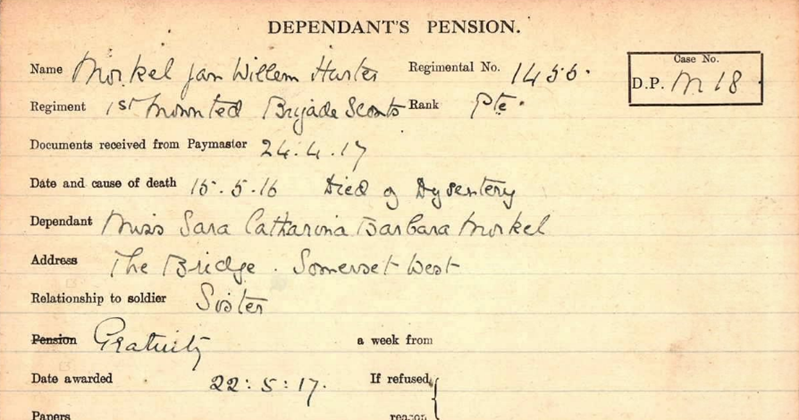 DEPENDANT'S PENSION.
Name Morkel Jan Willem Hurter Regimental No. 1456.
Case No.
D.P. M 18
Regiment 1st Mounted Brigade Scouts Rank Pte.
Documents received from Paymaster 24.4.17
Date and cause of death 15.5.16 Died of Dysentery
Dependant Miss Sara Catharina Barbara Morkel
Address The Bridge. Somerset West
Relationship to soldier Sister
Pension Gratuity a week from
Date awarded 22:5:17. If refused,
Papers reason